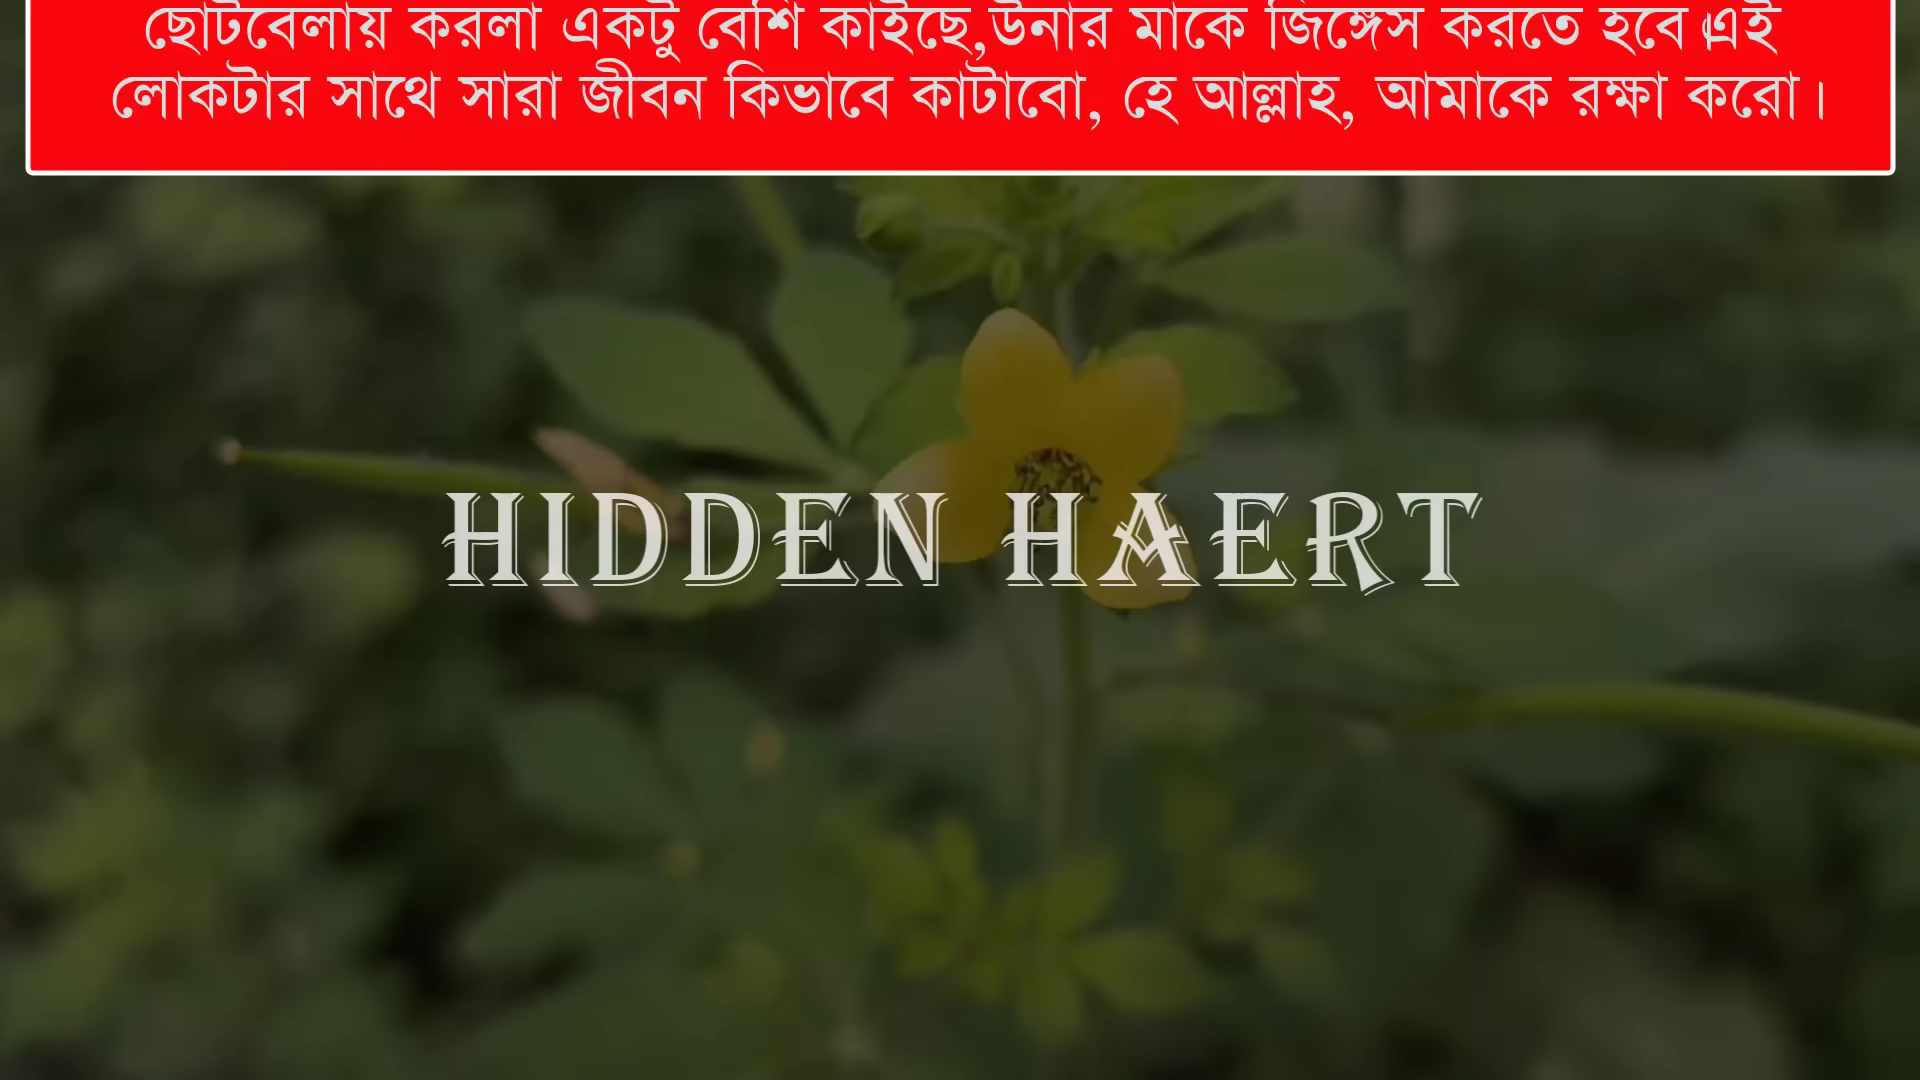 ছোটবেলায় করলা একটু বেশি কাইছে,উনার মাকে জিঙ্গেস করতে হবে।এই
লোকটার সাথে সারা জীবন কিভাবে কাটাবো, হে আল্লাহ, আমাকে রক্ষা করো।
HIDDEN HAERT